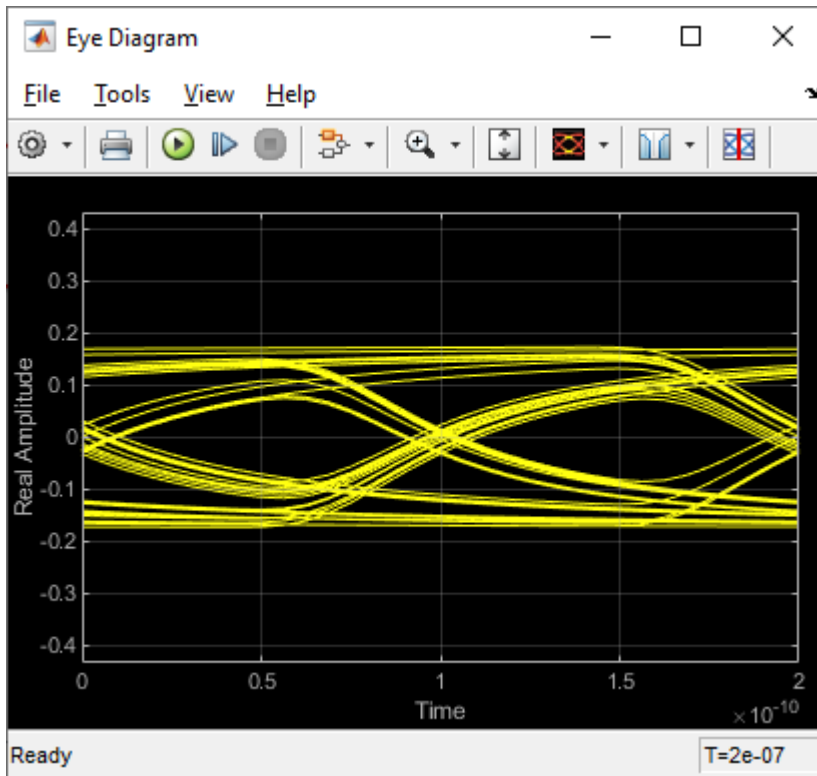 Eye Diagram
File Tools View Help
0.4
0.3
0.2
0.1
0
-0.1
-0.2
-0.3
-0.4
Real Amplitude
0 0.5 1 1.5 2
Time
×10⁻¹⁰
Ready T=2e-07